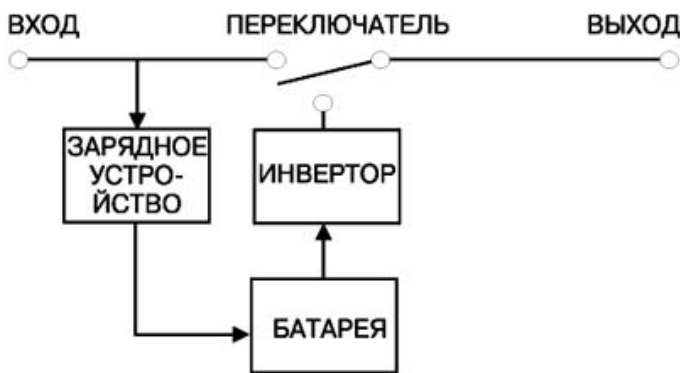 ВХОД ПЕРЕКЛЮЧАТЕЛЬ ВЫХОД
ЗАРЯДНОЕ
УСТРО-
ЙСТВО
ИНВЕРТОР
БАТАРЕЯ